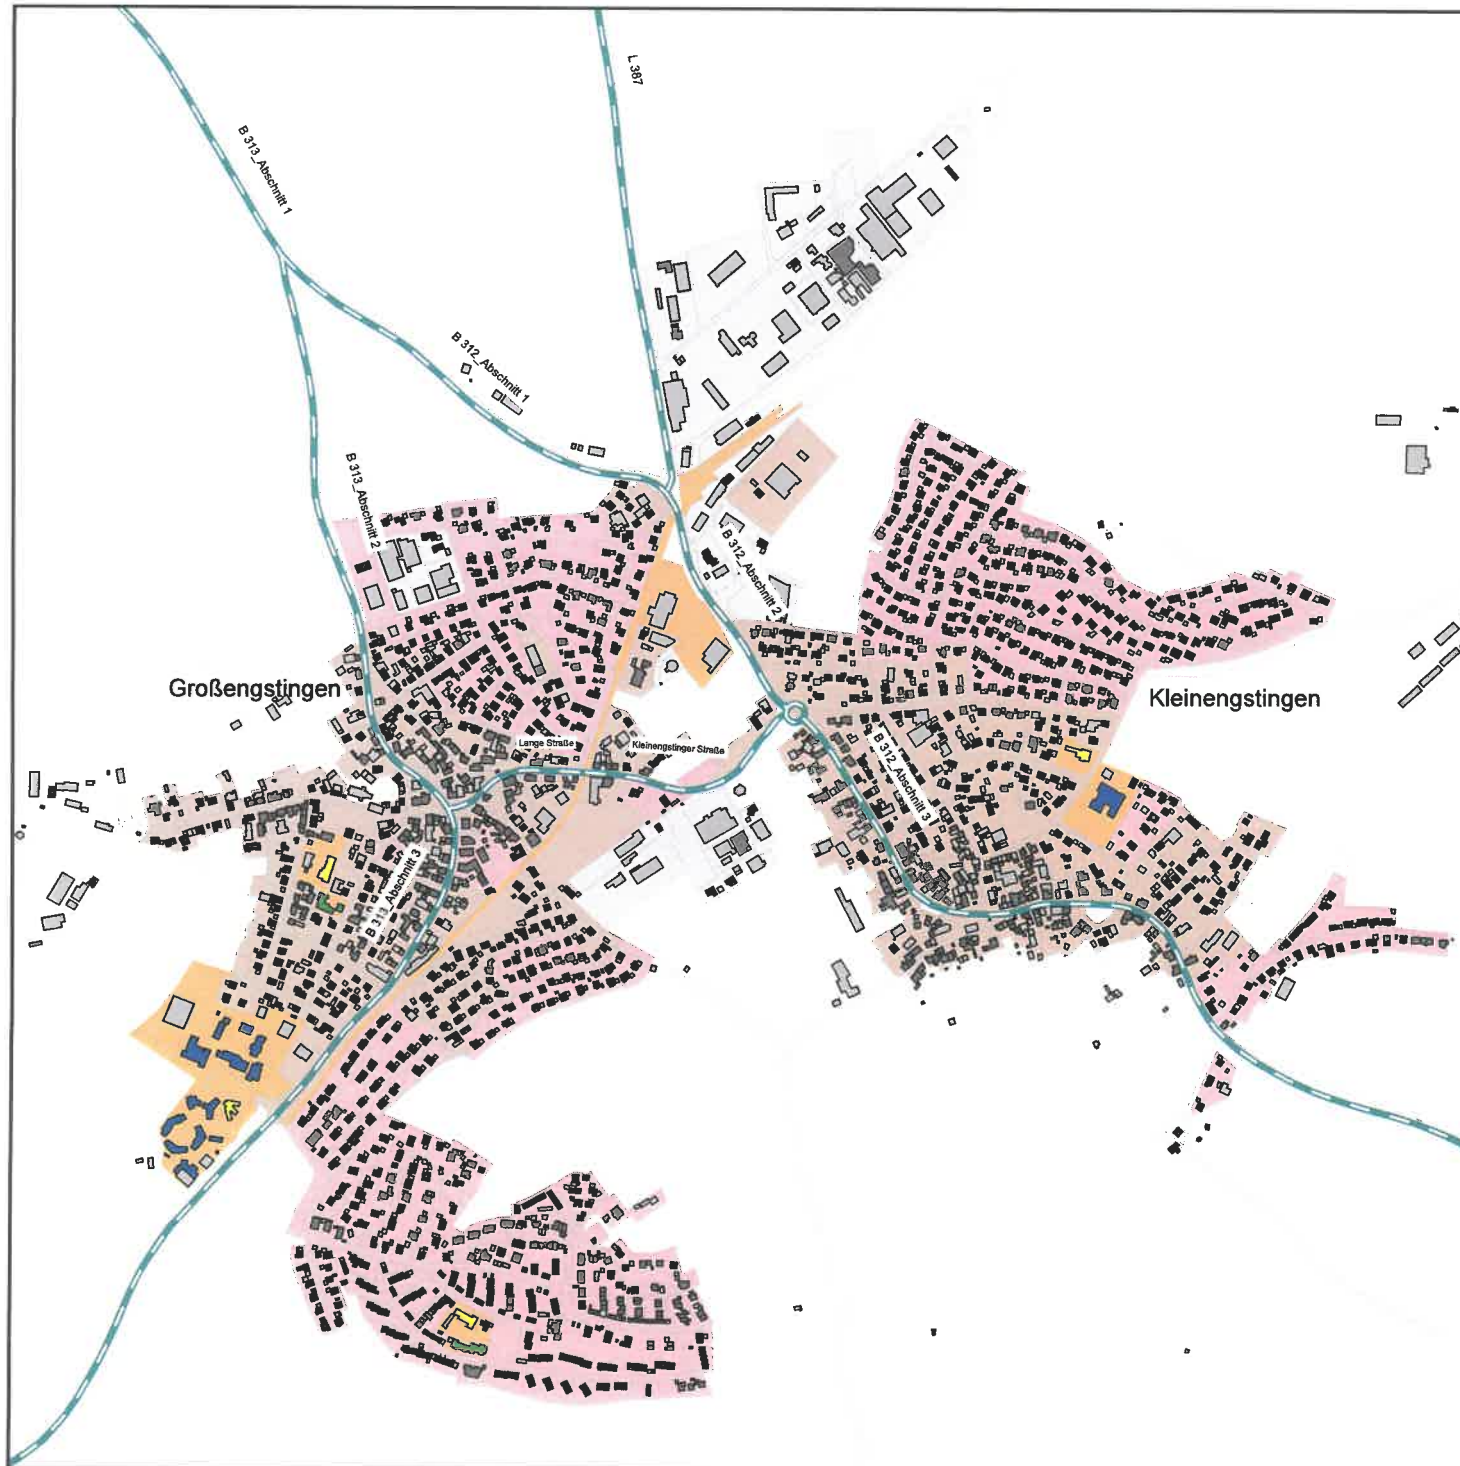 L 387
B 313_Abschnitt 1
B 312_Abschnitt 1
B 313_Abschnitt 2
B 312_Abschnitt 2
Großengstingen
Kleinengstingen
Lange Straße
Kleinengstinger Straße
B 312_Abschnitt 3
B 313_Abschnitt 3